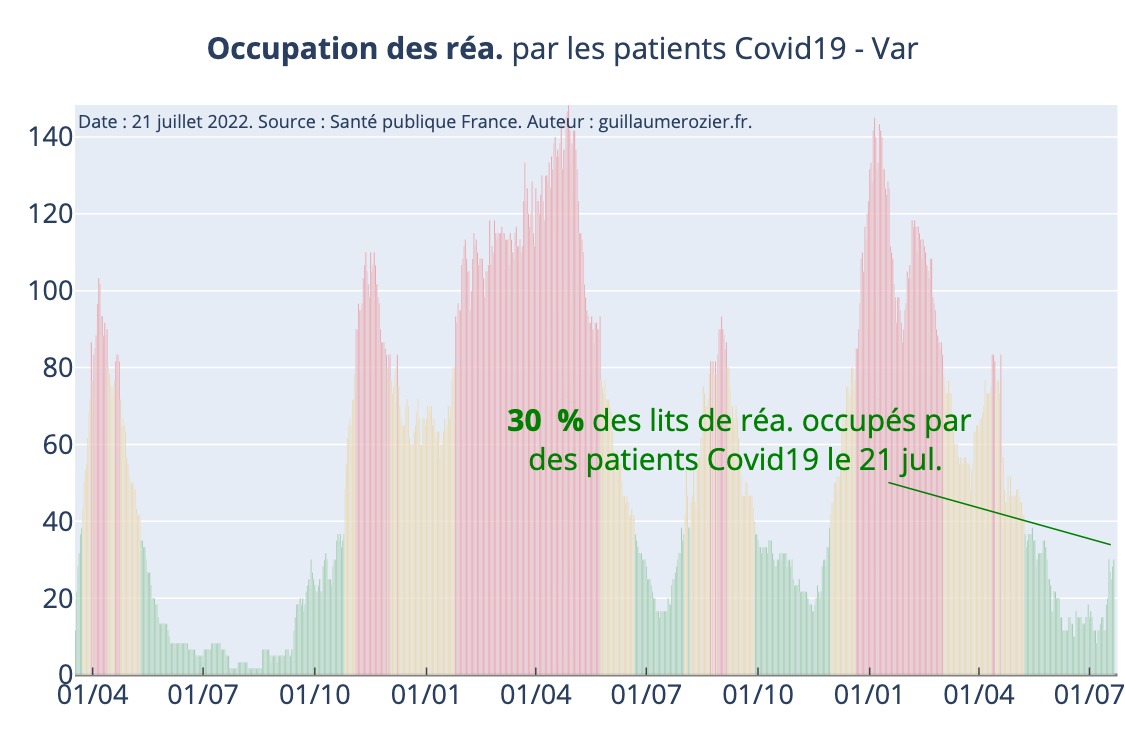 Occupation des réa. par les patients Covid19 - Var
Date : 21 juillet 2022. Source : Santé publique France. Auteur : guillaumerozier.fr.
140
120
100
80
60
40
20
0
30 % des lits de réa. occupés par
des patients Covid19 le 21 jul.
01/04 01/07 01/10 01/01 01/04 01/07 01/10 01/01 01/04 01/07